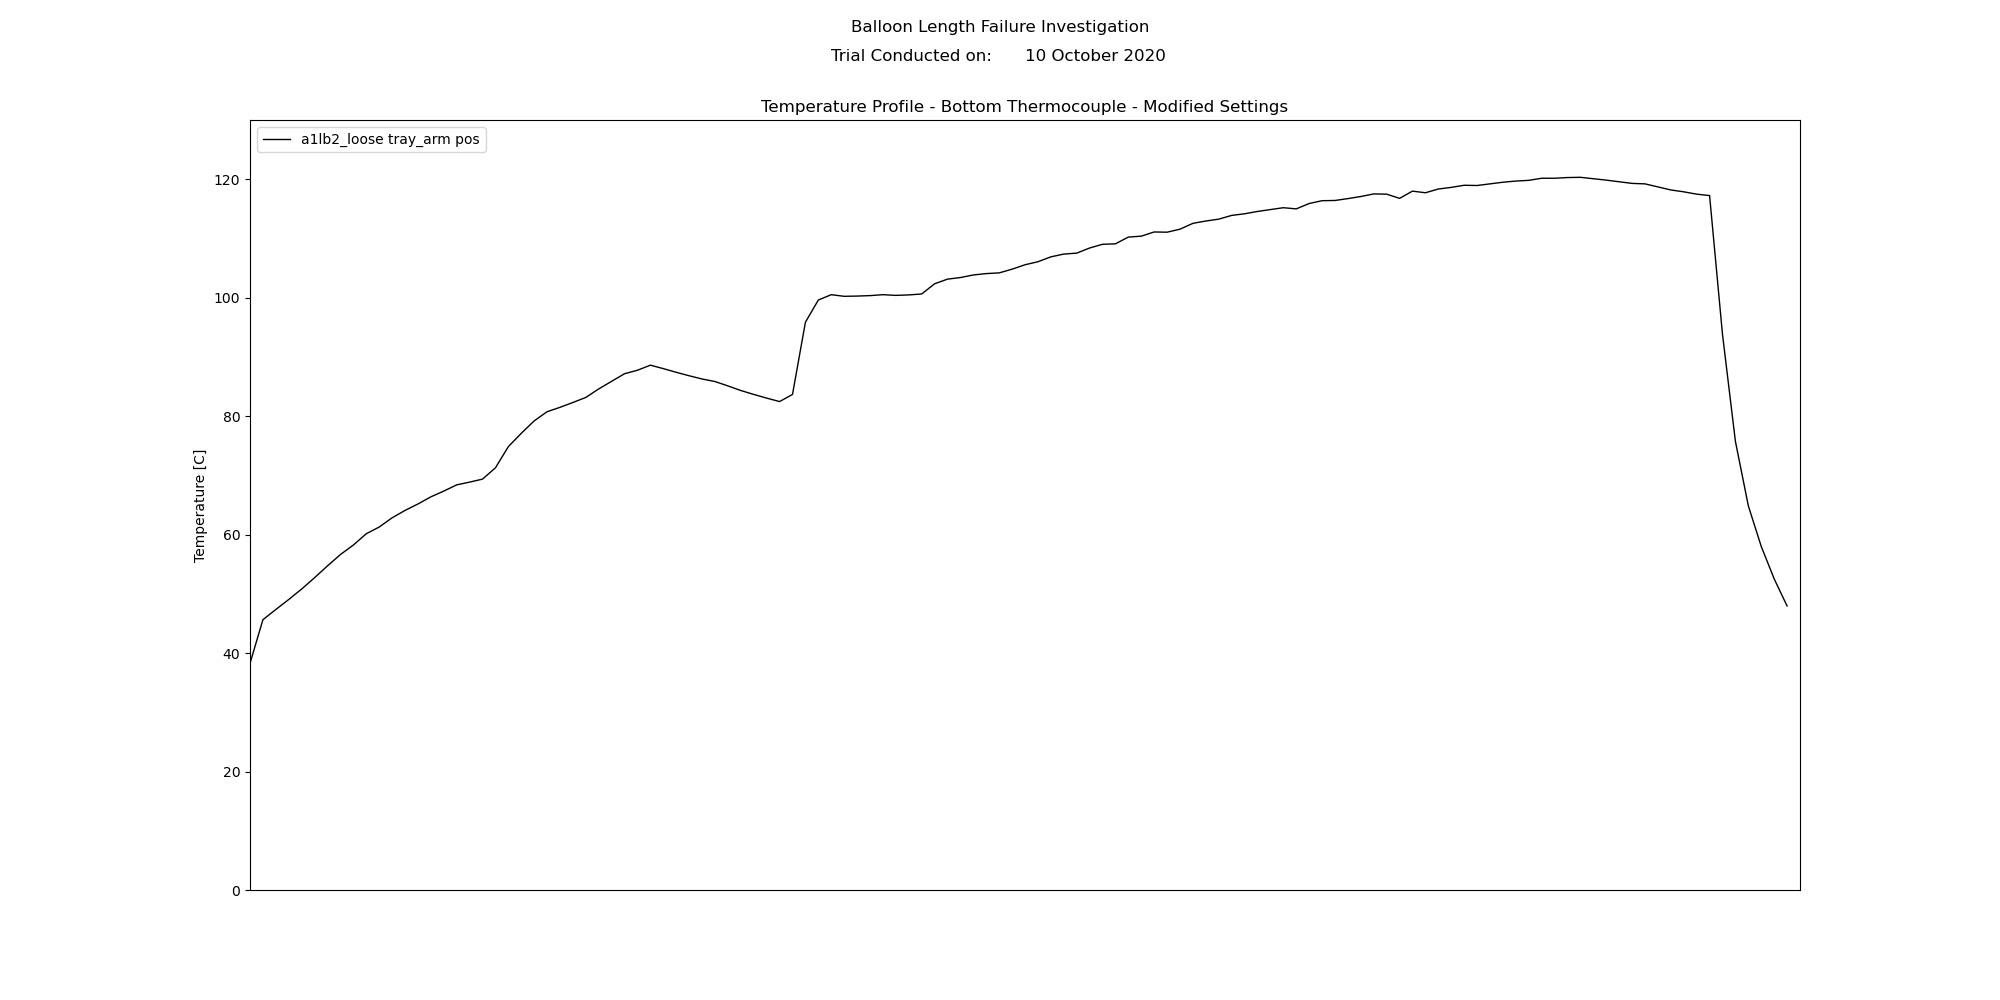 Balloon Length Failure Investigation
Trial Conducted on: 10 October 2020
Temperature Profile - Bottom Thermocouple - Modified Settings
a1lb2_loose tray_arm pos
120
100
80
60
40
20
0
Temperature [C]